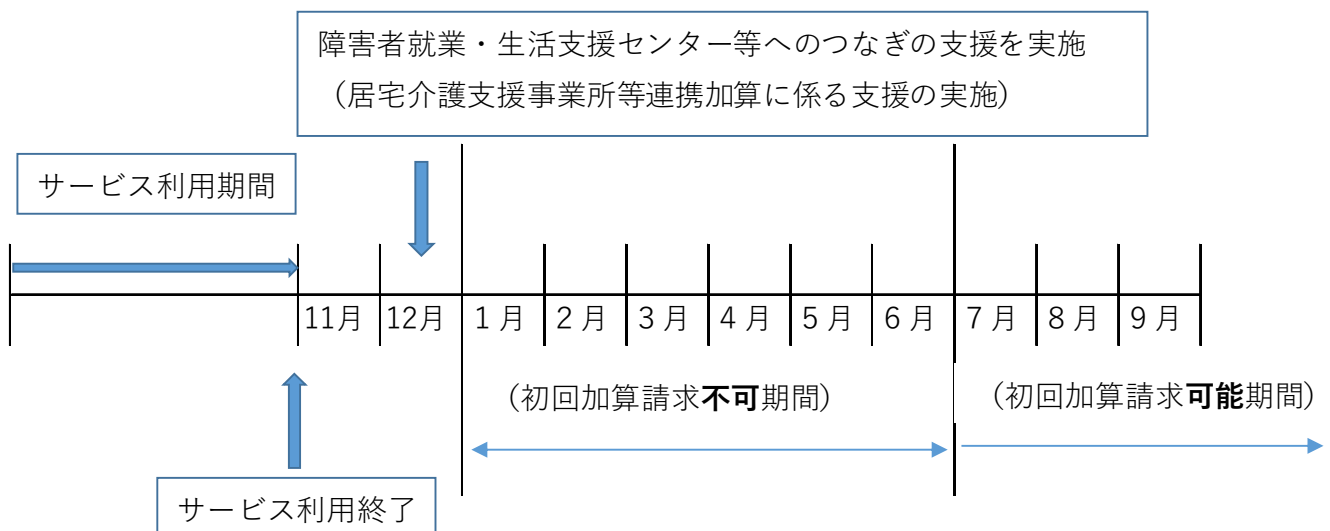 障害者就業・生活支援センター等へのつなぎの支援を実施
（居宅介護支援事業所等連携加算に係る支援の実施）
サービス利用期間
11月 12月 1月 2月 3月 4月 5月 6月 7月 8月 9月
（初回加算請求不可期間） （初回加算請求可能期間）
サービス利用終了